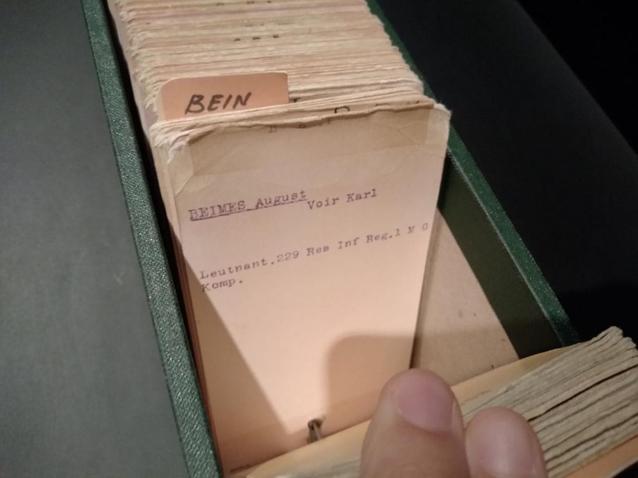 BEIN
BEIMES August Voir Karl
Leutnant.229 Res Inf Reg.1 M G
Komp.